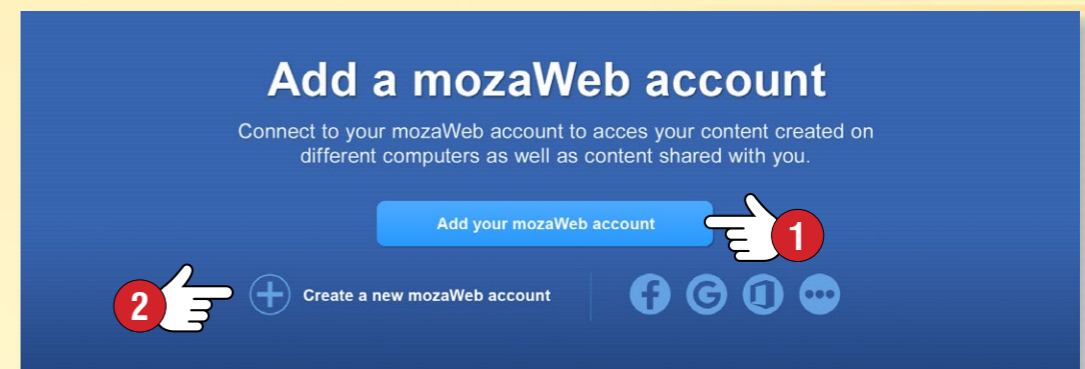 Add a mozaWeb account
Connect to your mozaWeb account to acces your content created on
different computers as well as content shared with you.
Add your mozaWeb account
1
2
Create a new mozaWeb account